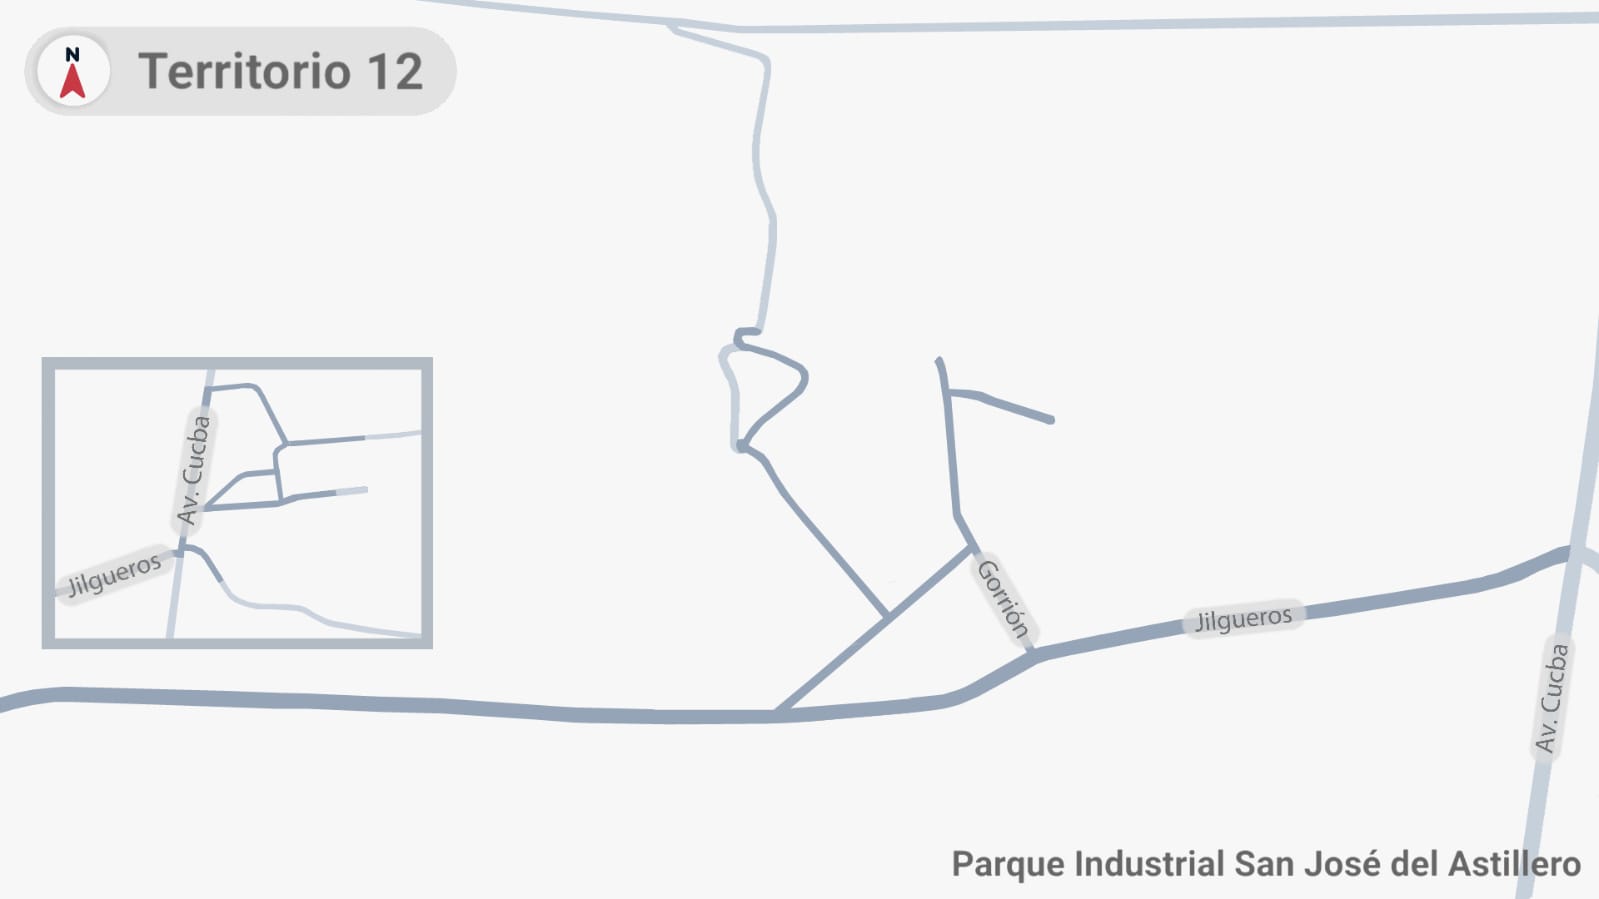 N
Territorio 12
Av. Cucba
Jilgueros
Gorrión
Jilgueros
Av. Cucba
Parque Industrial San José del Astillero